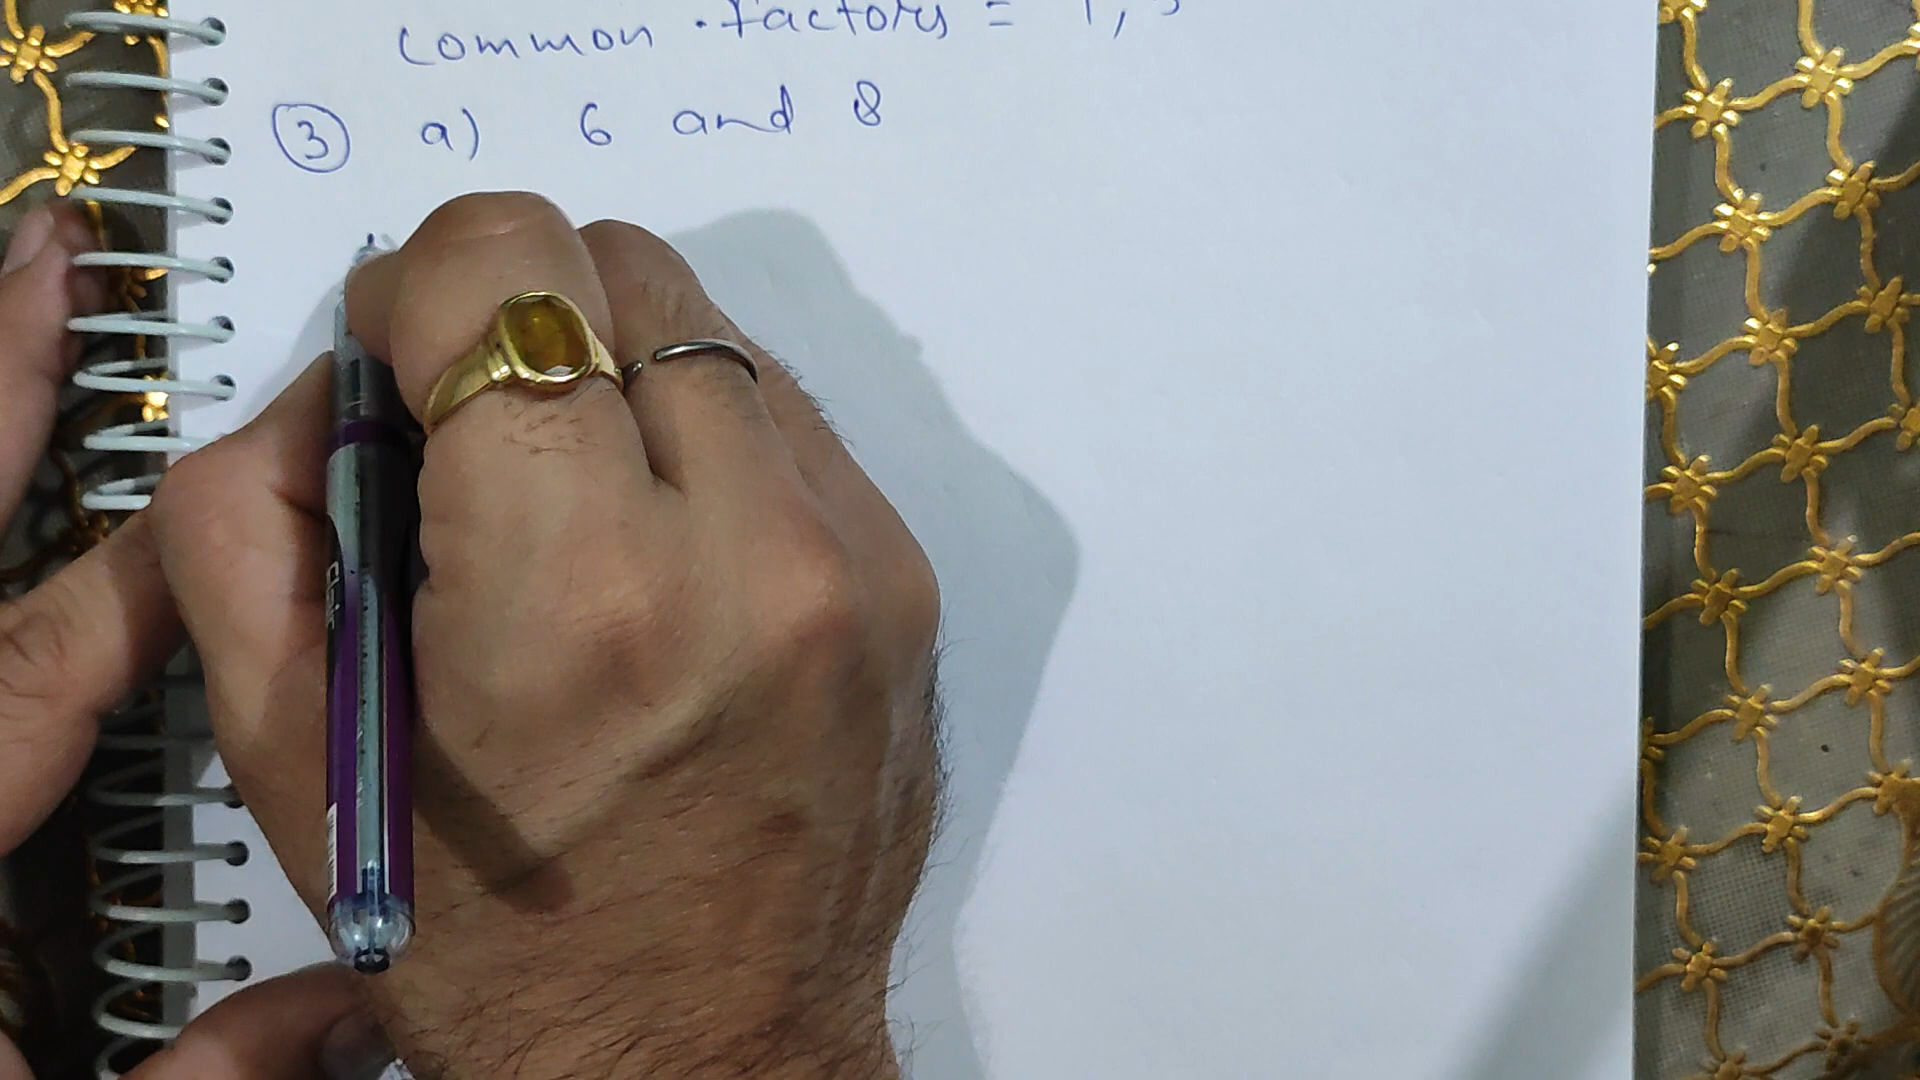 common factors = 1,
③ a) 6 and 8